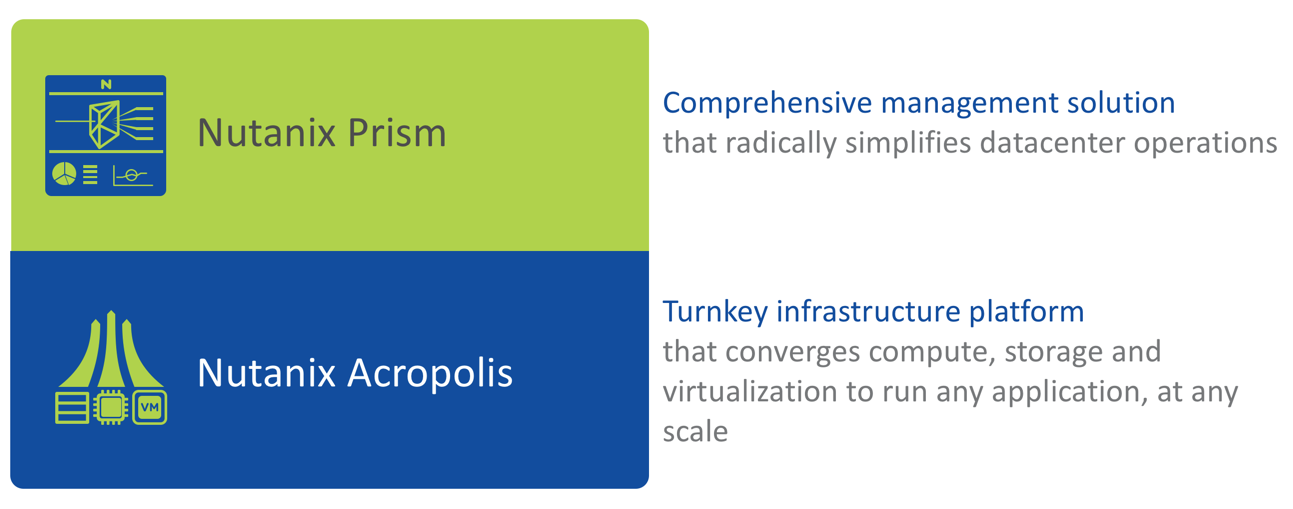 N
Nutanix Prism
Comprehensive management solution
that radically simplifies datacenter operations
VM
Nutanix Acropolis
Turnkey infrastructure platform
that converges compute, storage and
virtualization to run any application, at any
scale